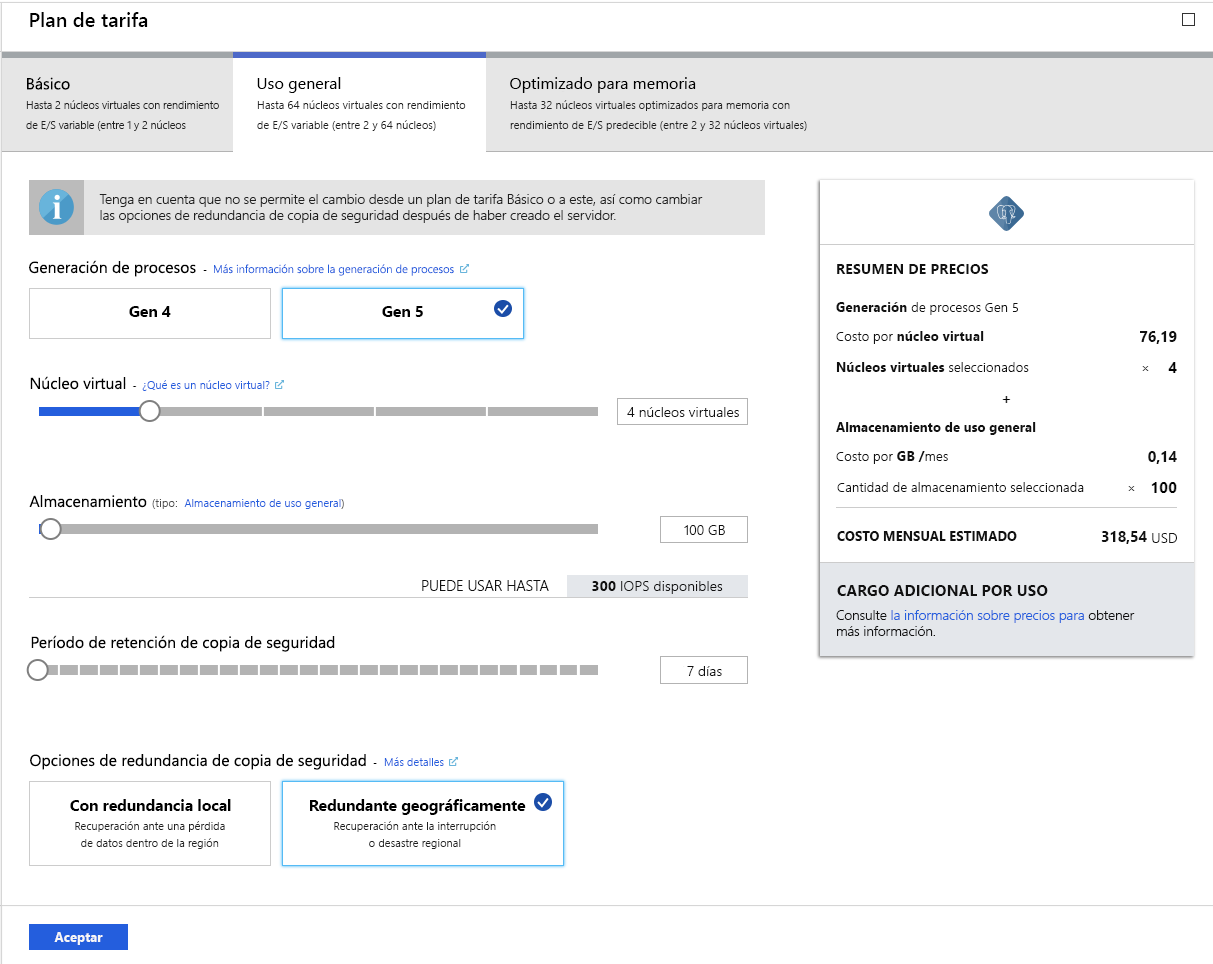 Plan de tarifa
Básico
Hasta 2 núcleos virtuales con rendimiento
de E/S variable (entre 1 y 2 núcleos
Uso general
Hasta 64 núcleos virtuales con rendimiento
de E/S variable (entre 2 y 64 núcleos)
Optimizado para memoria
Hasta 32 núcleos virtuales optimizados para memoria con
rendimiento de E/S predecible (entre 2 y 32 núcleos virtuales)
Tenga en cuenta que no se permite el cambio desde un plan de tarifa Básico o a este, así como cambiar
las opciones de redundancia de copia de seguridad después de haber creado el servidor.
Generación de procesos - Más información sobre la generación de procesos
Gen 4
Gen 5
Núcleo virtual - ¿Qué es un núcleo virtual?
4 núcleos virtuales
Almacenamiento (tipo: Almacenamiento de uso general)
100 GB
PUEDE USAR HASTA 300 IOPS disponibles
Período de retención de copia de seguridad
7 días
Opciones de redundancia de copia de seguridad - Más detalles
Con redundancia local
Recuperación ante una pérdida
de datos dentro de la región
Redundante geográficamente
Recuperación ante la interrupción
o desastre regional
Aceptar
RESUMEN DE PRECIOS
Generación de procesos Gen 5
Costo por núcleo virtual 76,19
Núcleos virtuales seleccionados × 4
+
Almacenamiento de uso general
Costo por GB /mes 0,14
Cantidad de almacenamiento seleccionada × 100
COSTO MENSUAL ESTIMADO 318,54 USD
CARGO ADICIONAL POR USO
Consulte la información sobre precios para obtener
más información.